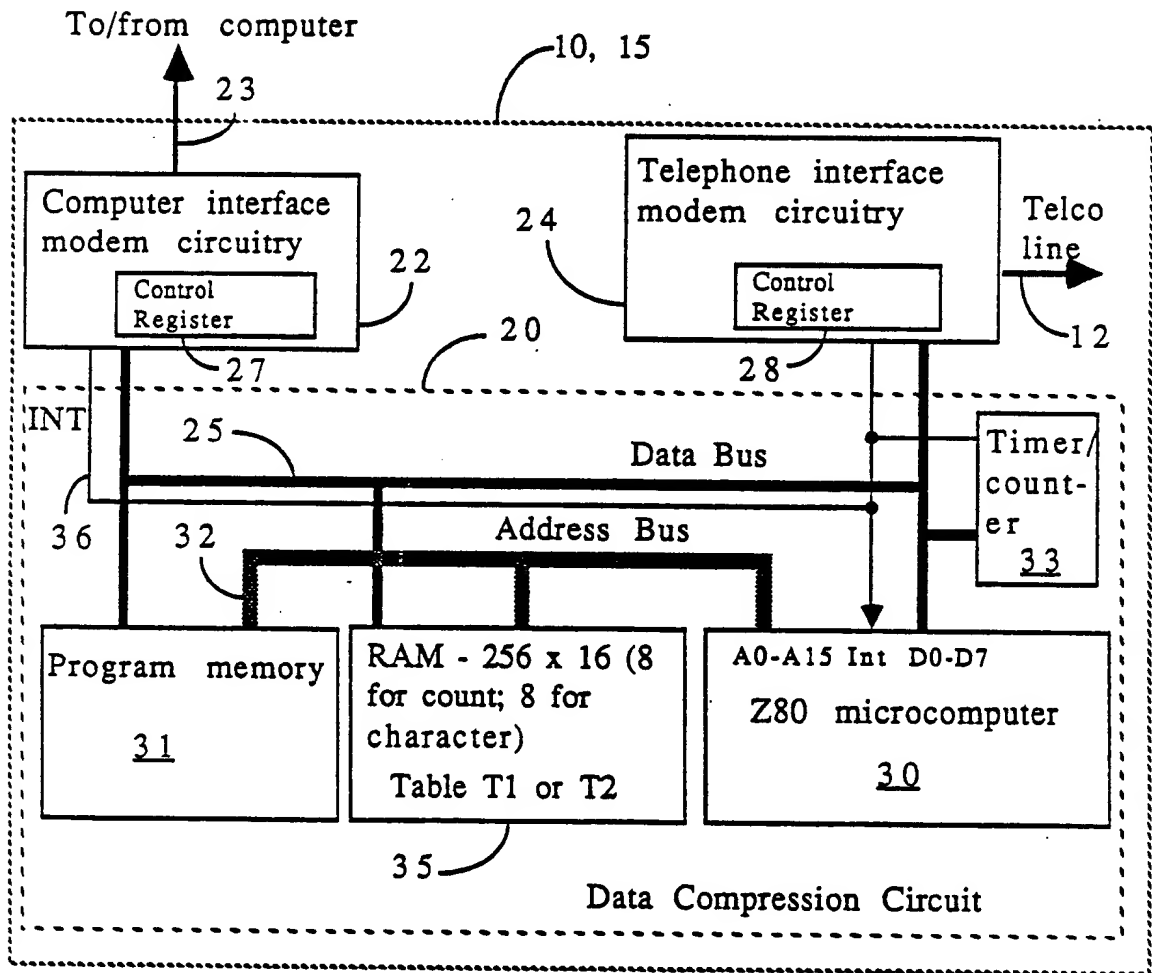 To/from computer
10, 15
23
Computer interface
modem circuitry
Control
Register
22
27
Telephone interface
modem circuitry
Control
Register
24
28
Telco
line
12
20
INT
25
Data Bus
Timer/
count-
er
33
36
32
Address Bus
Program memory
31
RAM - 256 x 16 (8
for count; 8 for
character)
Table T1 or T2
35
A0-A15 Int D0-D7
Z80 microcomputer
30
Data Compression Circuit